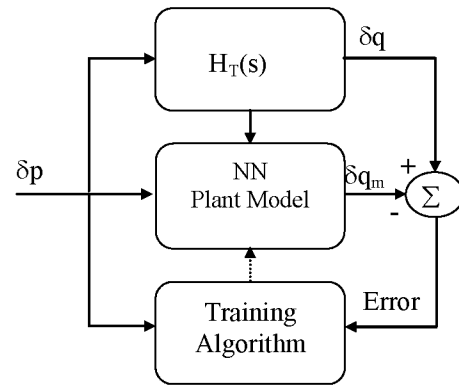 H_T(s)
δq
δp
NN
Plant Model
δq_m
+
Σ
-
Training
Algorithm
Error